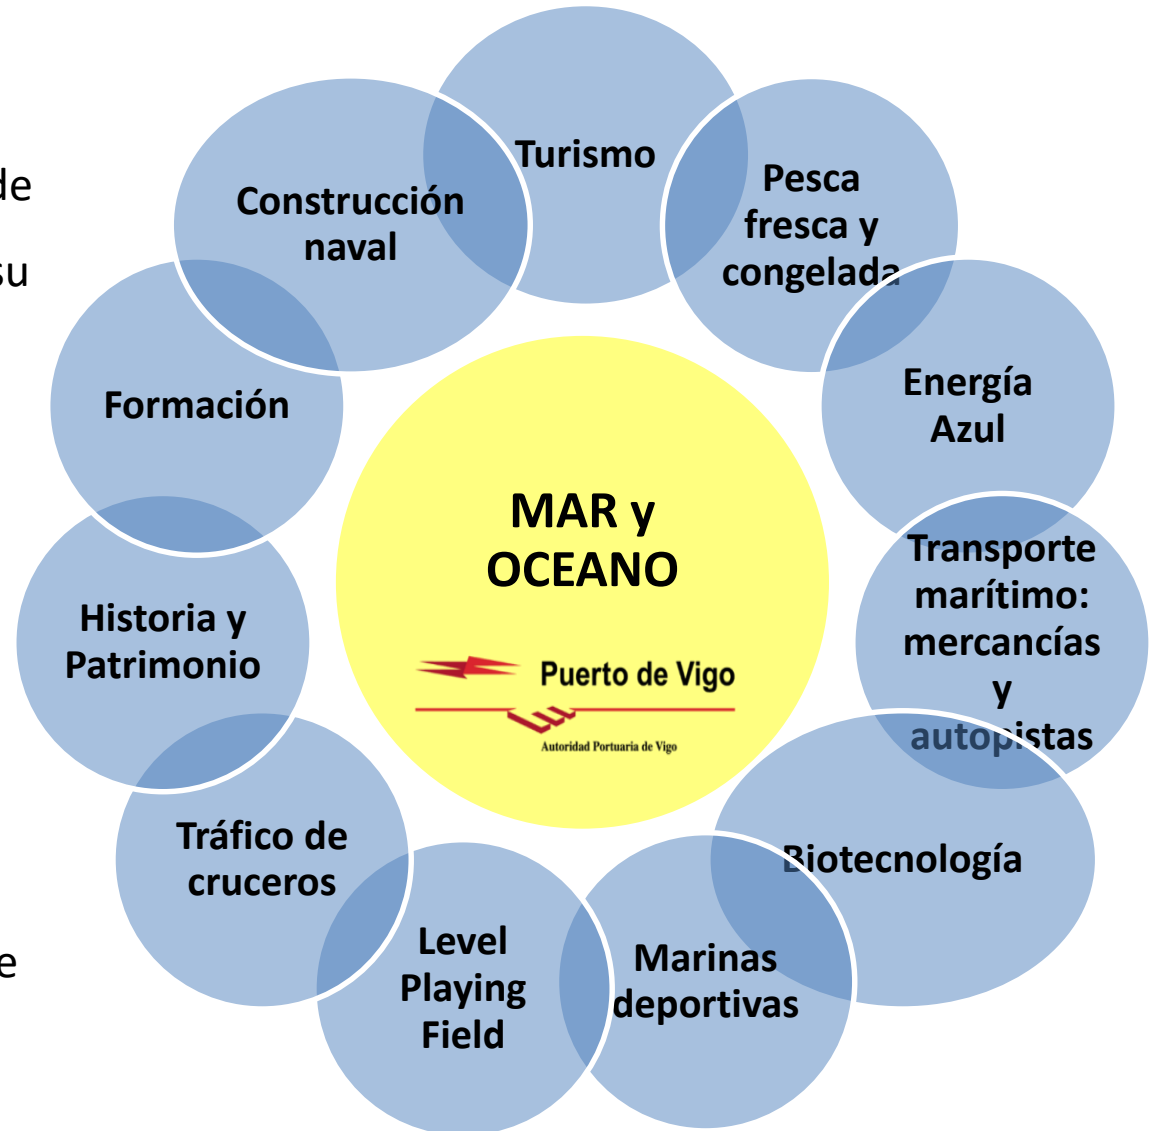 de
su
e
Turismo
Pesca
fresca y
congelada
Energía
Azul
Transporte
marítimo:
mercancías
y
autopistas
Biotecnología
Marinas
deportivas
Level
Playing
Field
Tráfico de
cruceros
Historia y
Patrimonio
Formación
Construcción
naval
MAR y
OCEANO
Puerto de Vigo
Autoridad Portuaria de Vigo